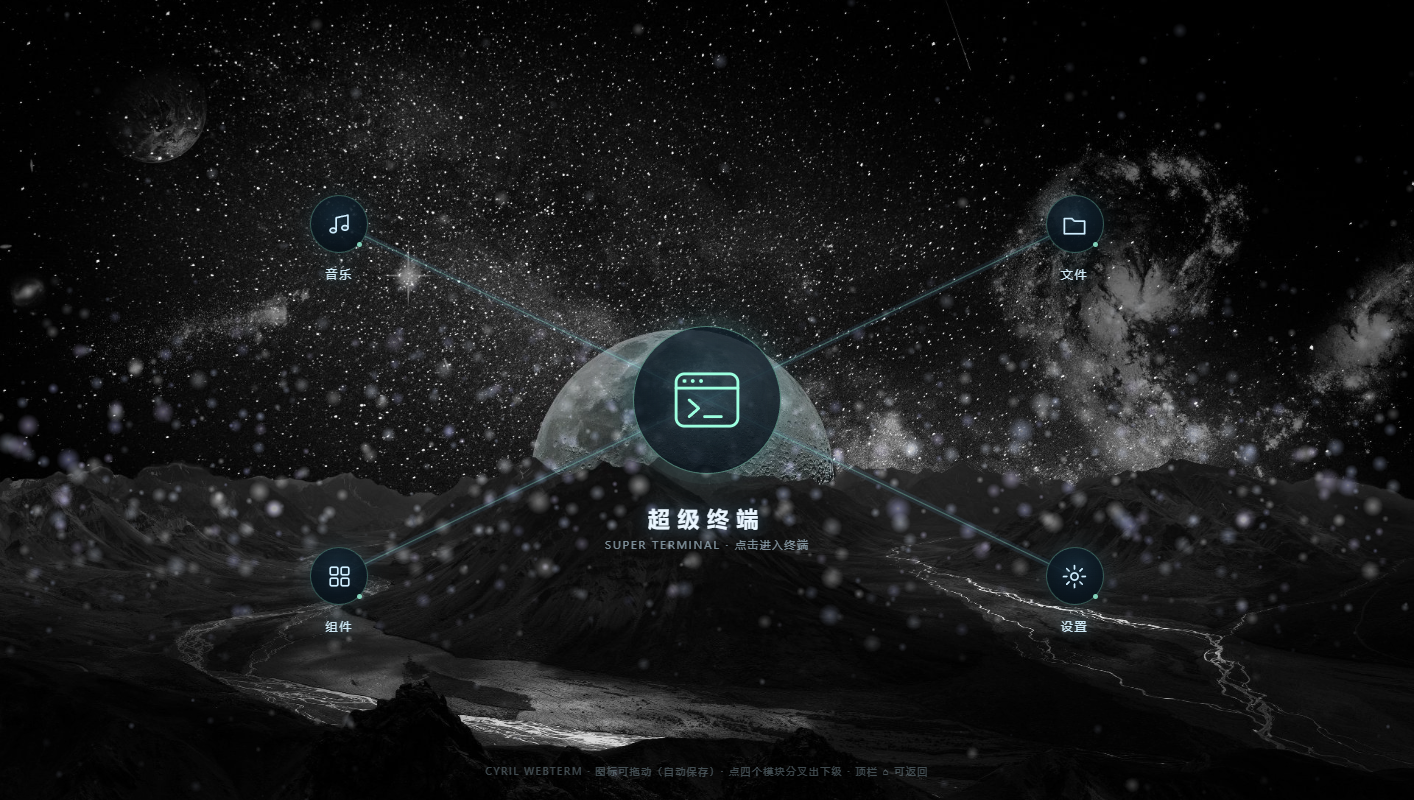 音乐
文件
超级终端
SUPER TERMINAL · 点击进入终端
组件
设置
CYRIL WEBTERM · 图标可拖动（自动保存）· 点四个模块分叉出下级 · 顶栏 ⌂ 可返回